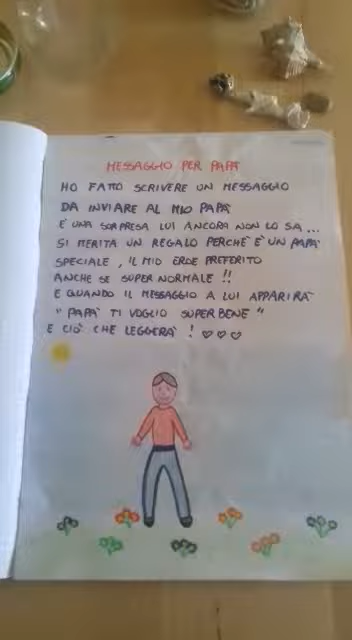 MESSAGGIO PER PAPÀ
HO FATTO SCRIVERE UN MESSAGGIO
DA INVIARE AL MIO PAPÀ
E' UNA SORPRESA LUI ANCORA NON LO SA...
SI MERITA UN REGALO PERCHÈ È UN PAPÀ
SPECIALE, IL MIO EROE PREFERITO
ANCHE SE SUPER NORMALE !!
E QUANDO IL MESSAGGIO A LUI APPARIRÀ
"PAPÀ TI VOGLIO SUPER BENE"
E CIÒ CHE LEGGERÀ ! ♡♡♡